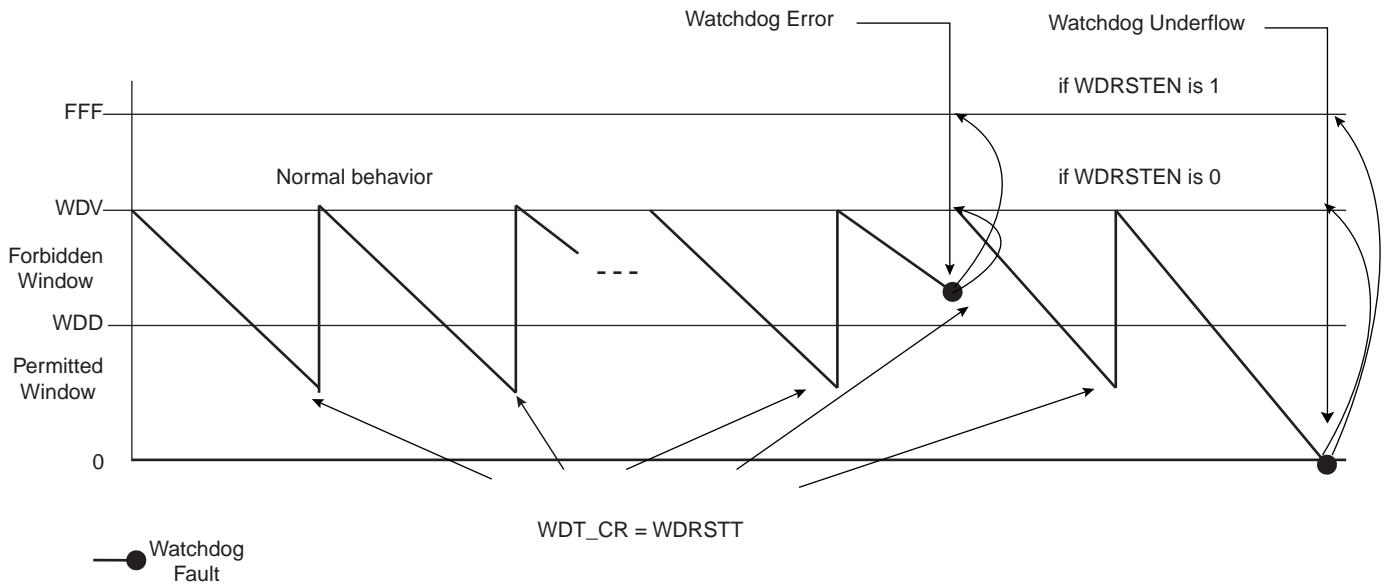 Watchdog Error
Watchdog Underflow
if WDRSTEN is 1
FFF
Normal behavior
if WDRSTEN is 0
WDV
Forbidden
Window
WDD
Permitted
Window
0
WDT_CR = WDRSTT
Watchdog
Fault